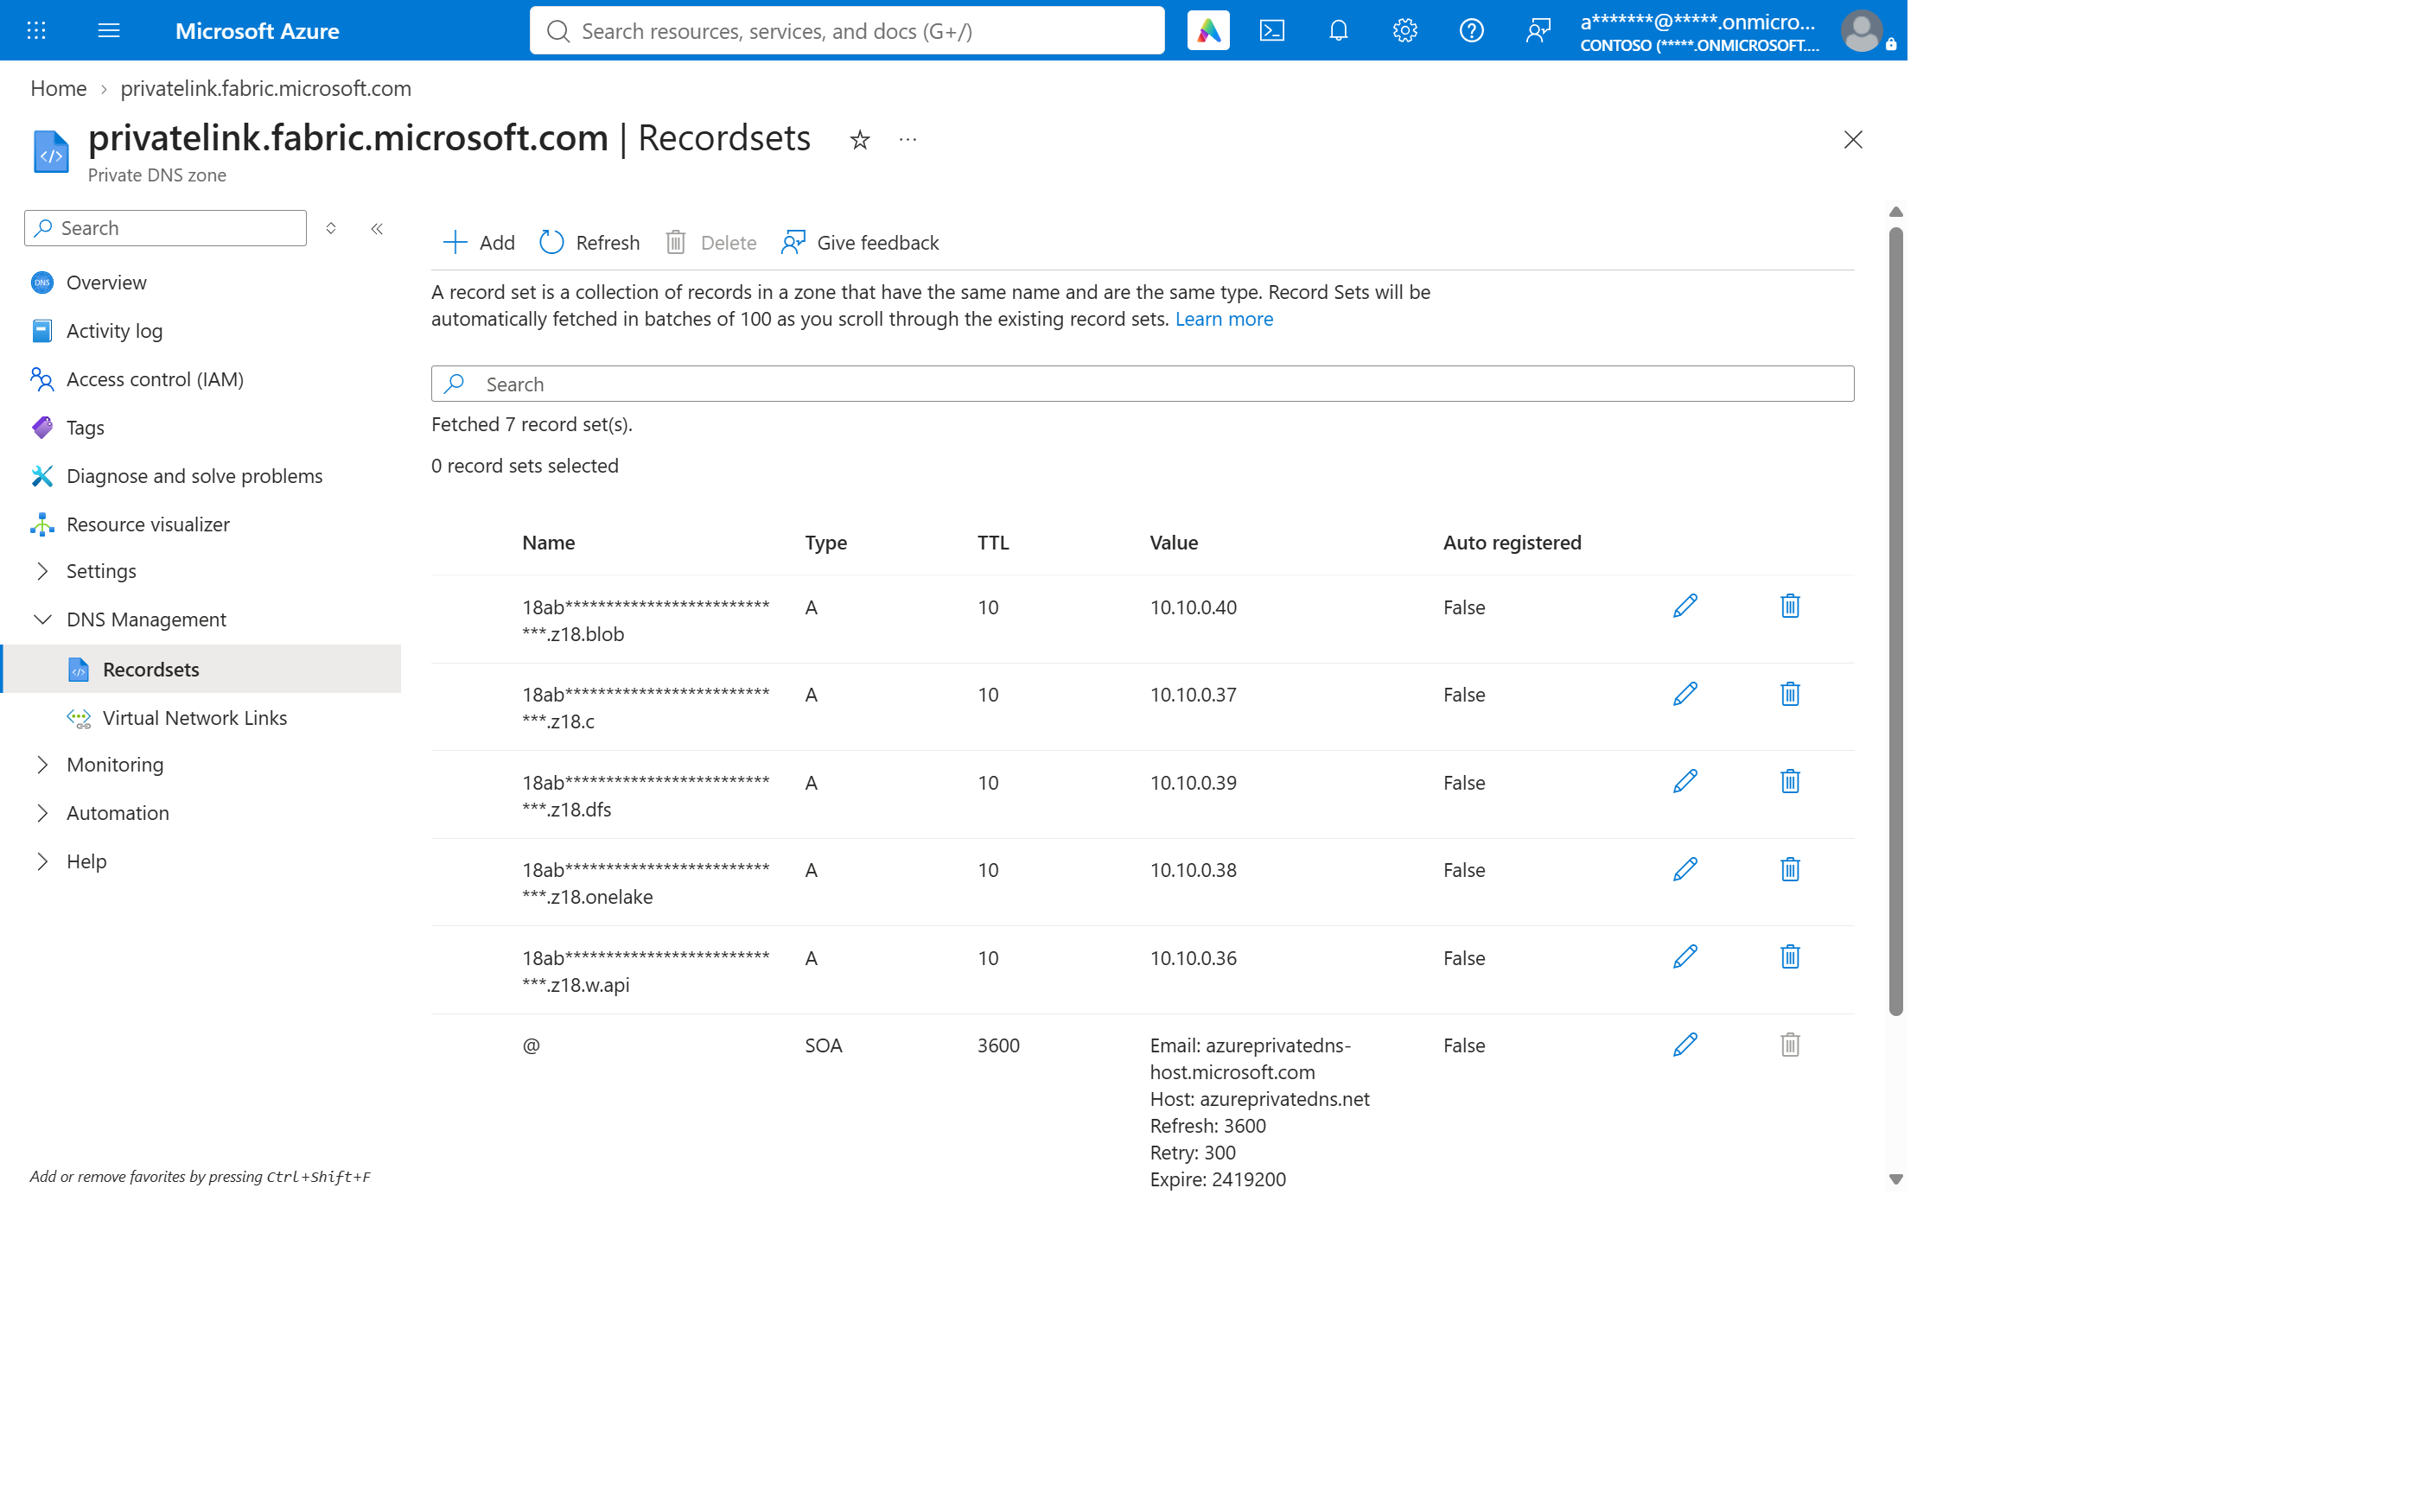 Microsoft Azure
Search resources, services, and docs (G+/)
a*******@*****.onmicro...
CONTOSO (*****.ONMICROSOFT....
Home > privatelink.fabric.microsoft.com
privatelink.fabric.microsoft.com | Recordsets
Private DNS zone
Search
Overview
Activity log
Access control (IAM)
Tags
Diagnose and solve problems
Resource visualizer
Settings
DNS Management
Recordsets
Virtual Network Links
Monitoring
Automation
Help
Add or remove favorites by pressing Ctrl+Shift+F
Add Refresh Delete Give feedback
A record set is a collection of records in a zone that have the same name and are the same type. Record Sets will be
automatically fetched in batches of 100 as you scroll through the existing record sets. Learn more
Search
Fetched 7 record set(s).
0 record sets selected
Name Type TTL Value Auto registered
18ab************************* A 10 10.10.0.40 False
***.z18.blob
18ab************************* A 10 10.10.0.37 False
***.z18.c
18ab************************* A 10 10.10.0.39 False
***.z18.dfs
18ab************************* A 10 10.10.0.38 False
***.z18.onelake
18ab************************* A 10 10.10.0.36 False
***.z18.w.api
@ SOA 3600 Email: azureprivatedns- False
host.microsoft.com
Host: azureprivatedns.net
Refresh: 3600
Retry: 300
Expire: 2419200